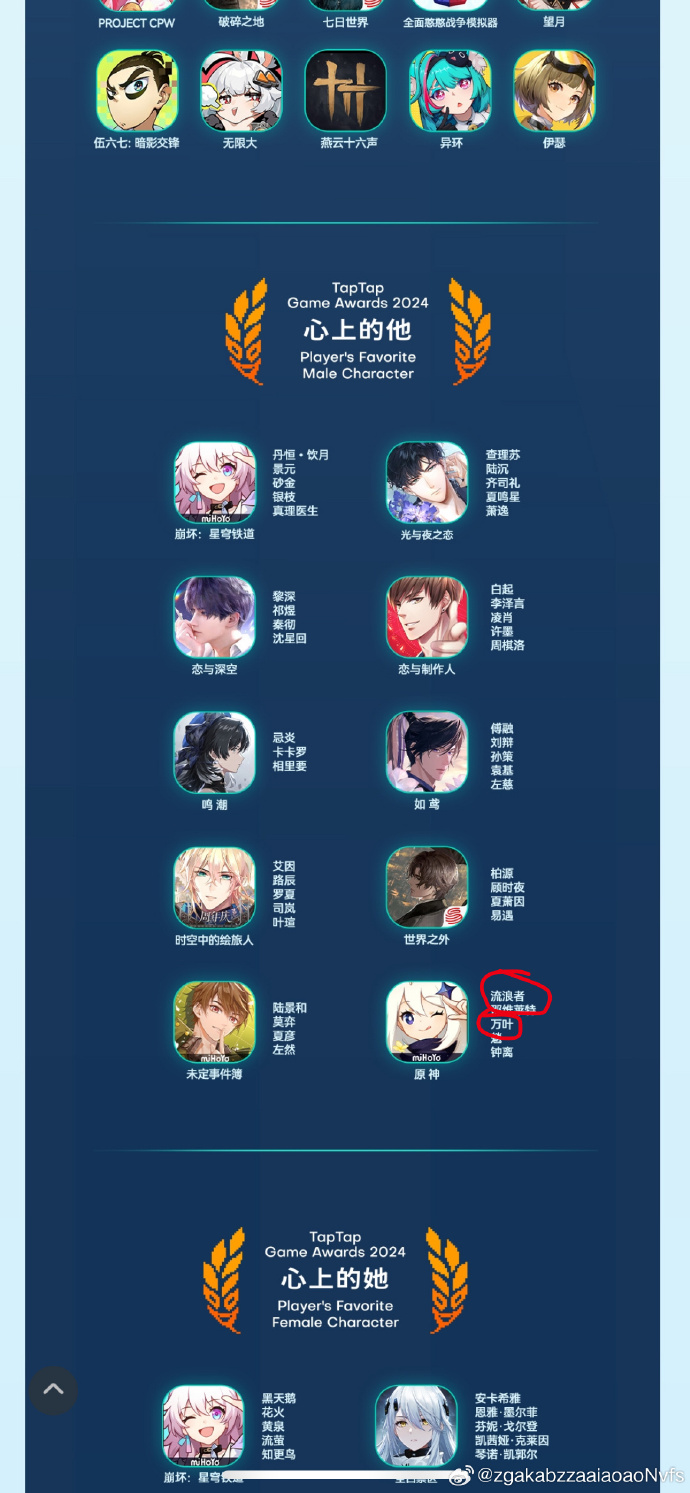 PROJECT CPW
破碎之地
七日世界
全面憨憨战争模拟器
望月
伍六七: 暗影交锋
无限大
燕云十六声
异环
伊瑟
TapTap
Game Awards 2024
心上的他
Player's Favorite
Male Character
丹恒·饮月
景元
砂金
银枝
真理医生
miHoYo
崩坏：星穹铁道
查理苏
陆沉
齐司礼
夏鸣星
萧逸
光与夜之恋
黎深
祁煜
秦彻
沈星回
恋与深空
白起
李泽言
凌肖
许墨
周棋洛
恋与制作人
忌炎
卡卡罗
相里要
鸣潮
傅融
刘辩
孙策
袁基
左慈
如鸢
艾因
路辰
罗夏
司岚
叶瑄
时空中的绘旅人
柏源
顾时夜
夏萧因
易遇
世界之外
陆景和
莫弈
夏彦
左然
未定事件簿
流浪者
那维莱特
万叶
魈
钟离
miHoYo
原神
TapTap
Game Awards 2024
心上的她
Player's Favorite
Female Character
黑天鹅
花火
黄泉
流萤
知更鸟
miHoYo
崩坏：星穹铁道
安卡希雅
恩雅·墨尔菲
芬妮·戈尔登
凯茜娅·克莱因
琴诺·凯郭尔
@zgakabzzaaiaoaoNvfs